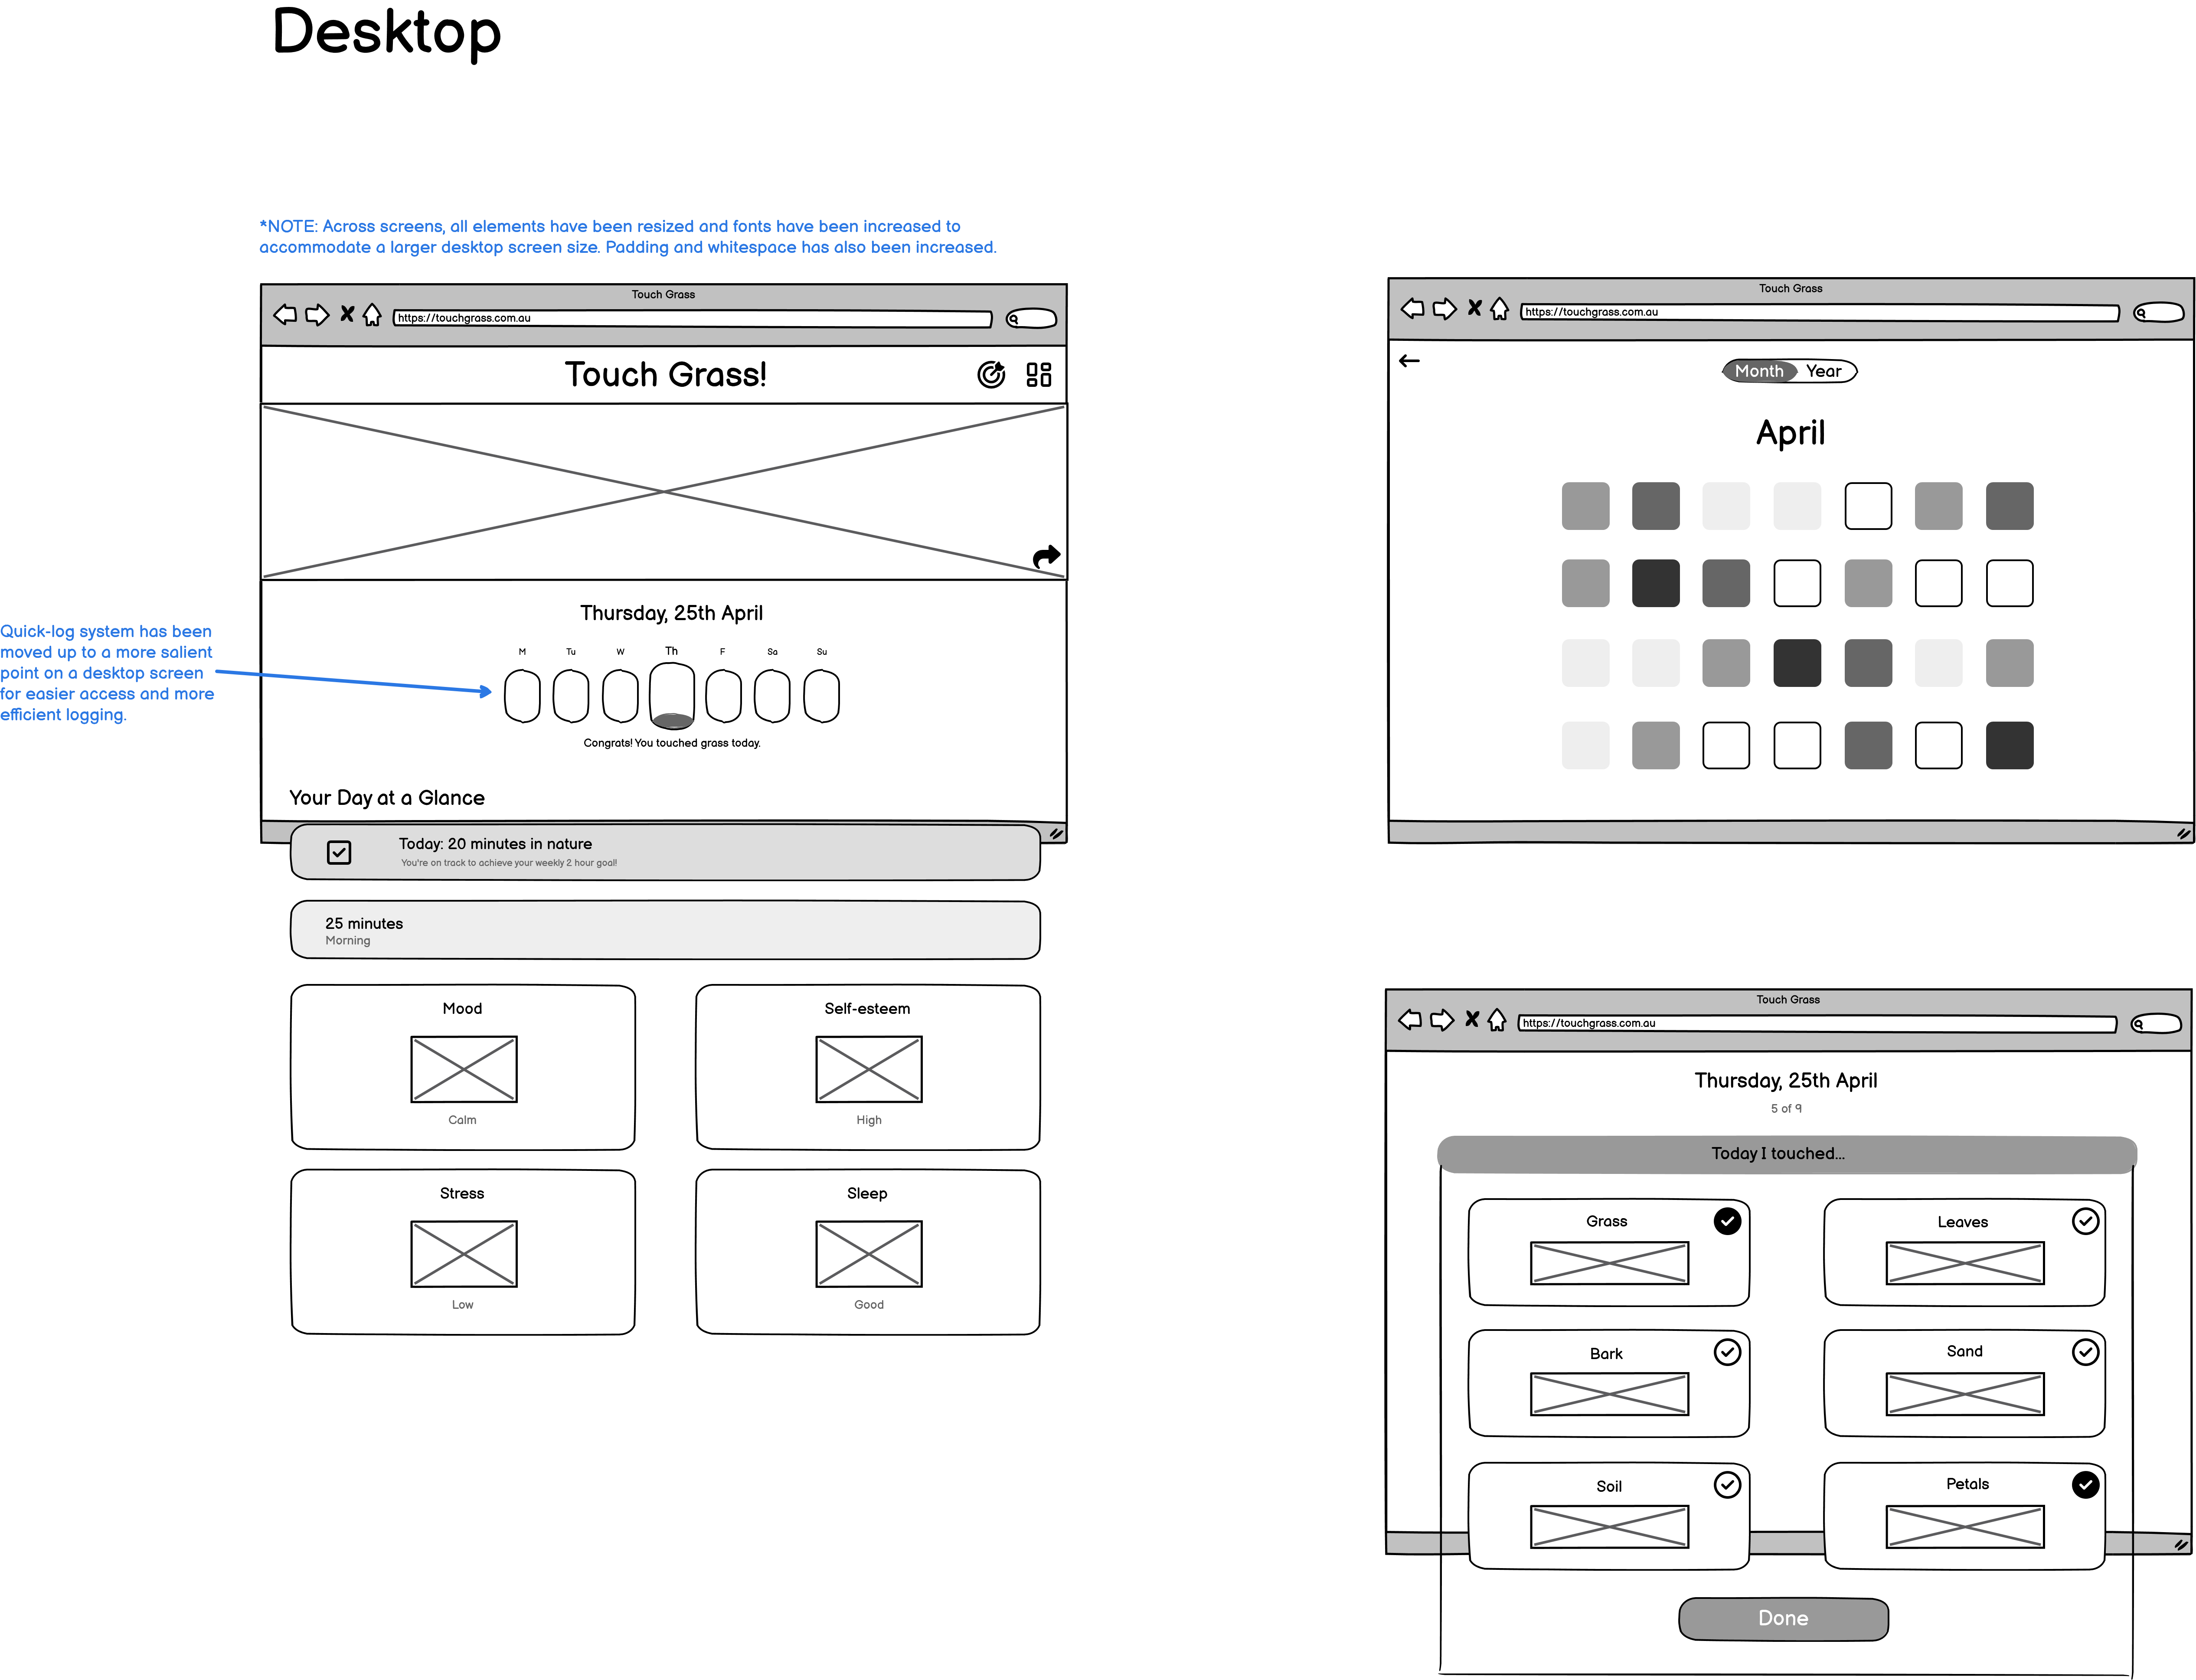 Desktop
*NOTE: Across screens, all elements have been resized and fonts have been increased to
accommodate a larger desktop screen size. Padding and whitespace has also been increased.
Touch Grass
https://touchgrass.com.au
Touch Grass!
Thursday, 25th April
M Tu W Th F Sa Su
Congrats! You touched grass today.
Quick-log system has been
moved up to a more salient
point on a desktop screen
for easier access and more
efficient logging.
Your Day at a Glance
Today: 20 minutes in nature
You're on track to achieve your weekly 2 hour goal!
25 minutes
Morning
Mood
Calm
Self-esteem
High
Stress
Low
Sleep
Good
Touch Grass
https://touchgrass.com.au
Month Year
April
Touch Grass
https://touchgrass.com.au
Thursday, 25th April
5 of 9
Today I touched...
Grass
Leaves
Bark
Sand
Soil
Petals
Done